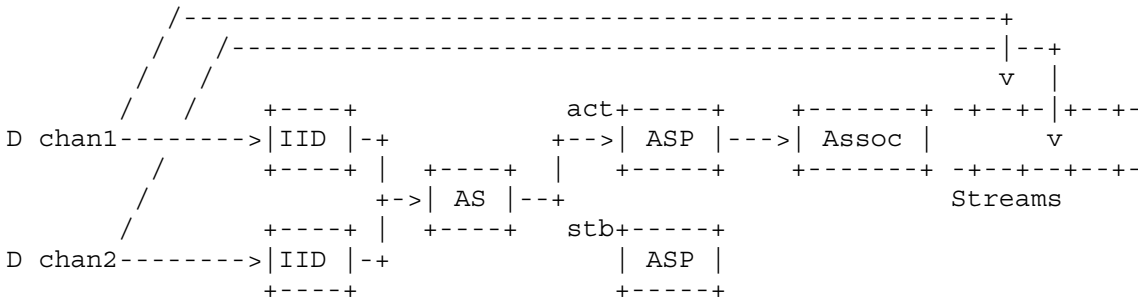 v
act
D chan1 IID ASP Assoc v
AS Streams
stb
D chan2 IID ASP